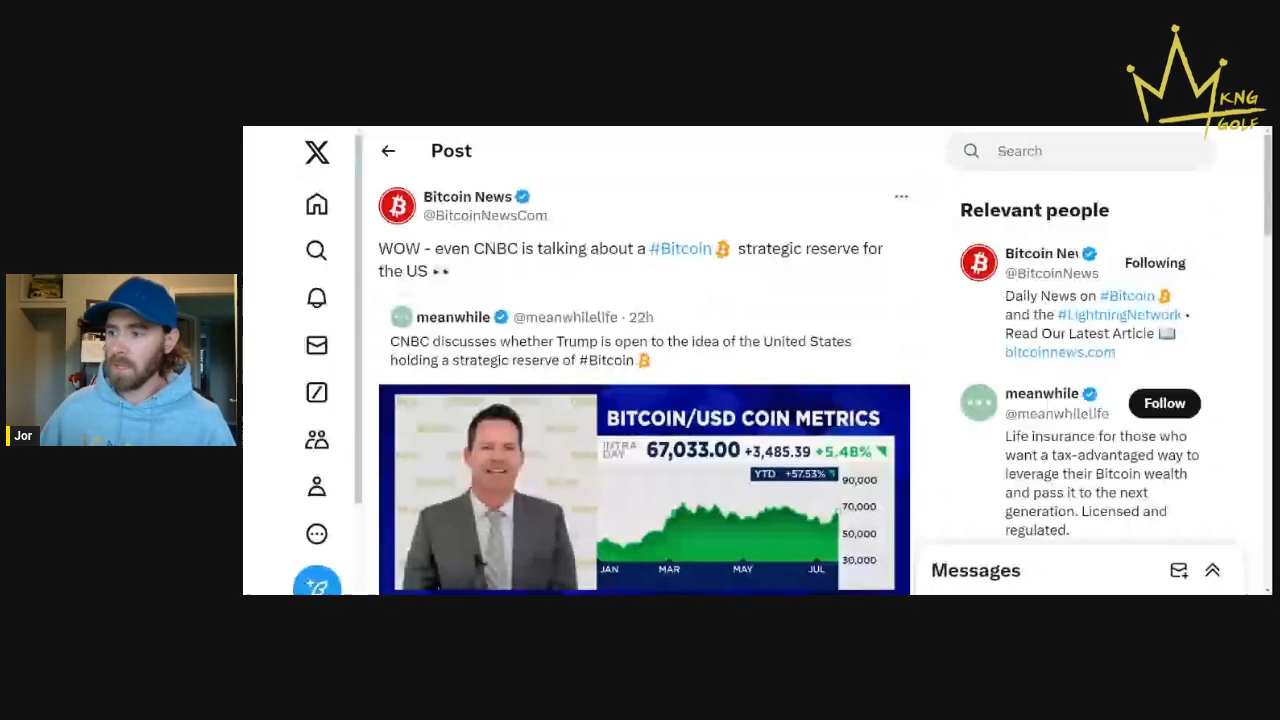 KNG
GOLF
Post
Search
Bitcoin News
@BitcoinNewsCom
WOW - even CNBC is talking about a #Bitcoin strategic reserve for
the US
meanwhile @meanwhilelife · 22h
CNBC discusses whether Trump is open to the idea of the United States
holding a strategic reserve of #Bitcoin
BITCOIN/USD COIN METRICS
INTRA
DAY
67,033.00 +3,485.39 +5.48%
YTD +57.53%
90,000
70,000
50,000
30,000
JAN MAR MAY JUL
Relevant people
Bitcoin Ne
@BitcoinNews
Following
Daily News on #Bitcoin
and the #LightningNetwork •
Read Our Latest Article
bitcoinnews.com
meanwhile
@meanwhilelife
Follow
Life insurance for those who
want a tax-advantaged way to
leverage their Bitcoin wealth
and pass it to the next
generation. Licensed and
regulated.
Messages
Jor